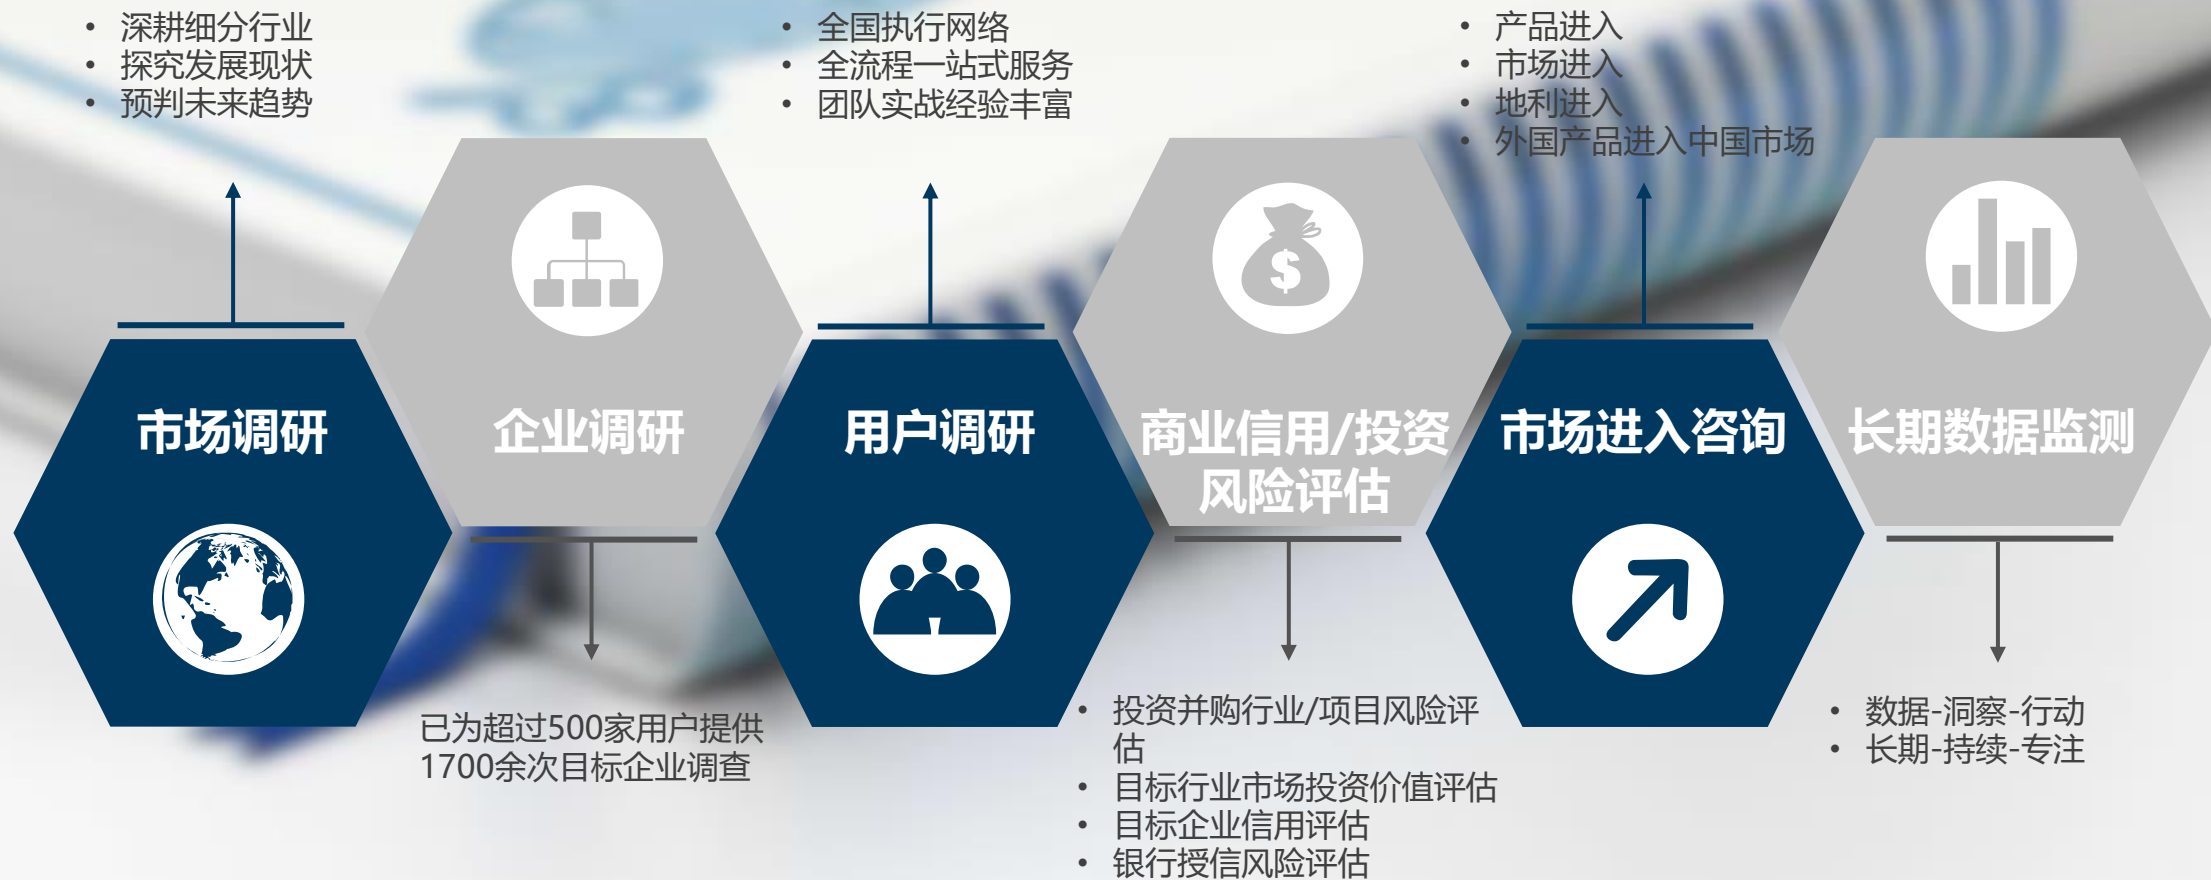 • 深耕细分行业
• 探究发展现状
• 预判未来趋势
• 全国执行网络
• 全流程一站式服务
• 团队实战经验丰富
• 产品进入
• 市场进入
• 地利进入
• 外国产品进入中国市场
市场调研
企业调研
用户调研
商业信用/投资
风险评估
市场进入咨询
长期数据监测
$
已为超过500家用户提供
1700余次目标企业调查
• 投资并购行业/项目风险评
估
• 目标行业市场投资价值评估
• 目标企业信用评估
• 银行授信风险评估
• 数据-洞察-行动
• 长期-持续-专注